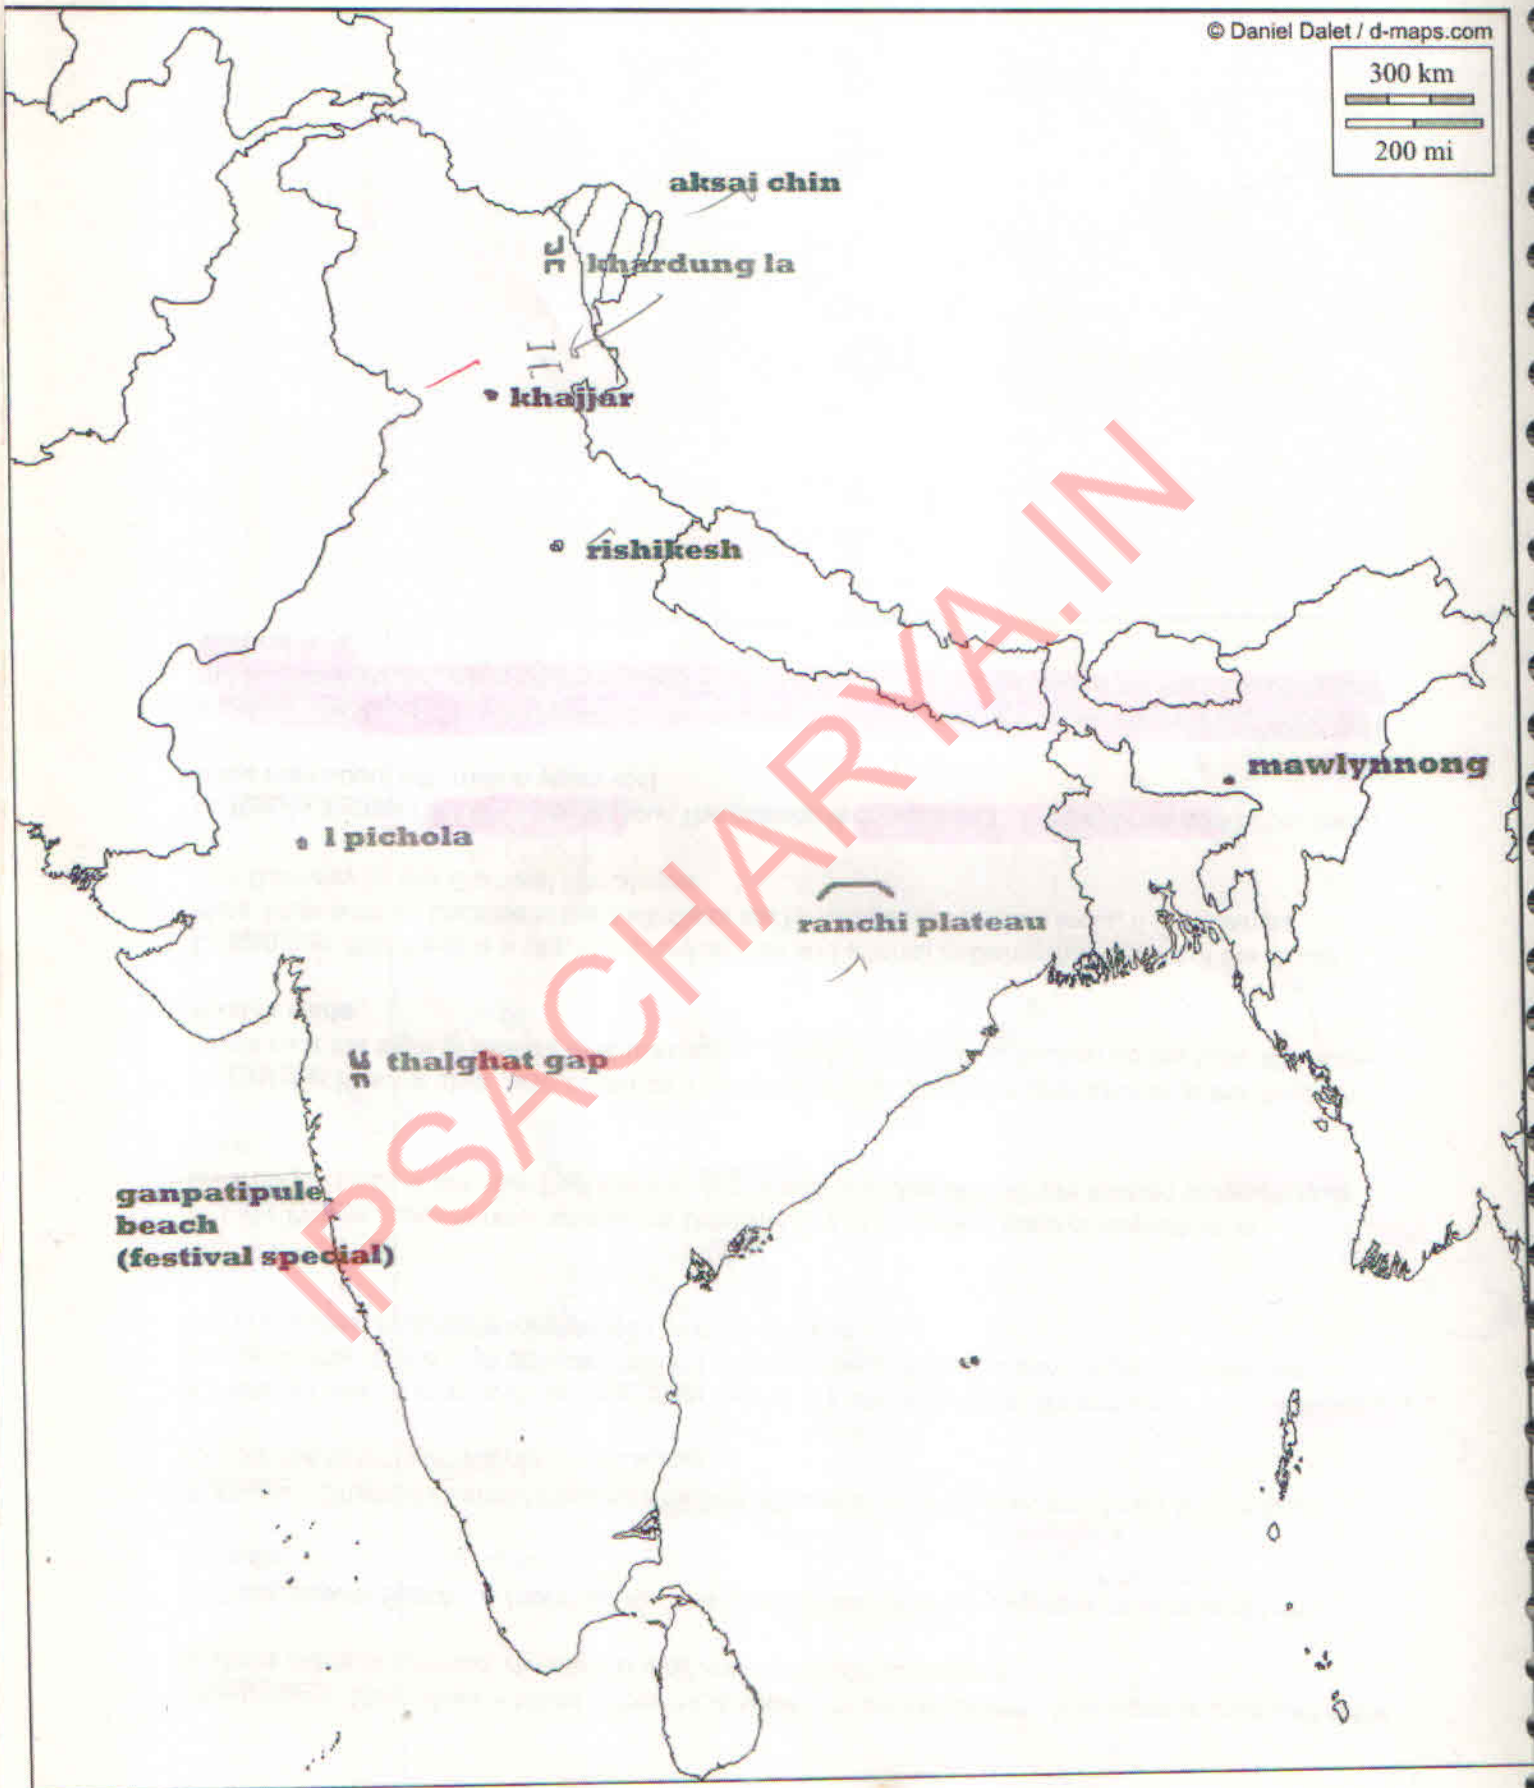 © Daniel Dalet / d-maps.com
300 km
200 mi
aksai chin
khardung la
khajjar
rishikesh
mawlynnong
l pichola
ranchi plateau
thalghat gap
ganpatipule
beach
(festival special)
IPSACHARYA.IN